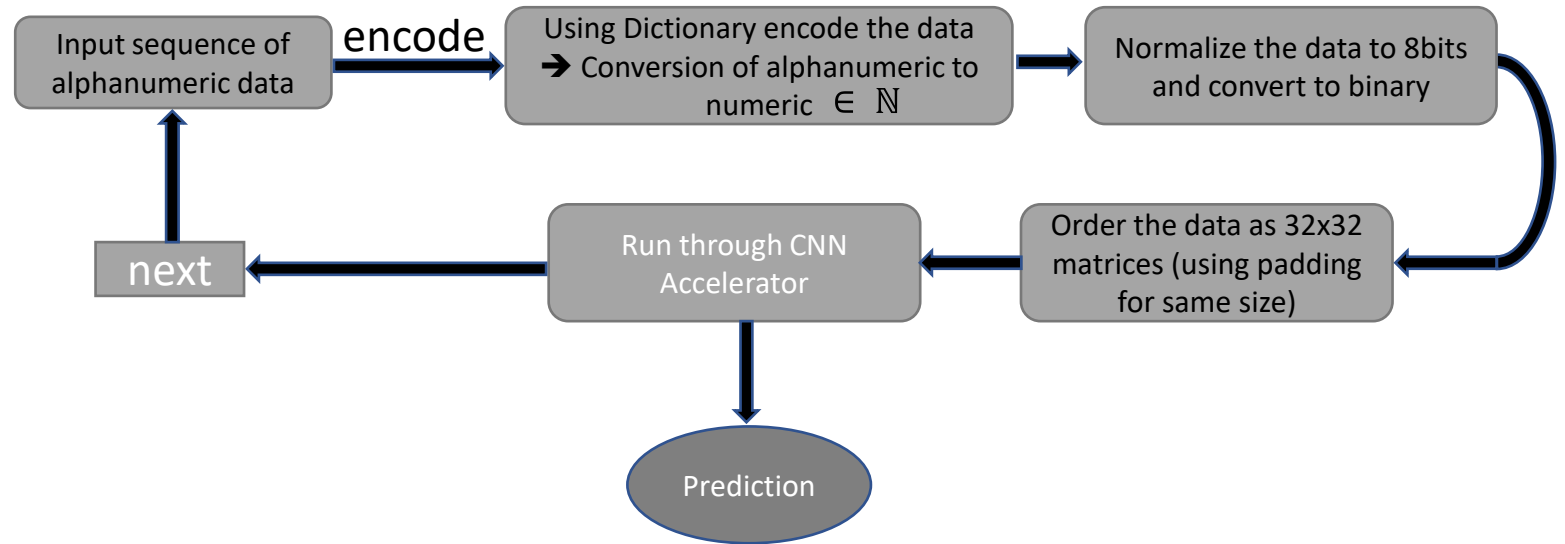 Input sequence of
alphanumeric data
encode
Using Dictionary encode the data
➔ Conversion of alphanumeric to
numeric ∈ ℕ
Normalize the data to 8bits
and convert to binary
Order the data as 32x32
matrices (using padding
for same size)
Run through CNN
Accelerator
next
Prediction